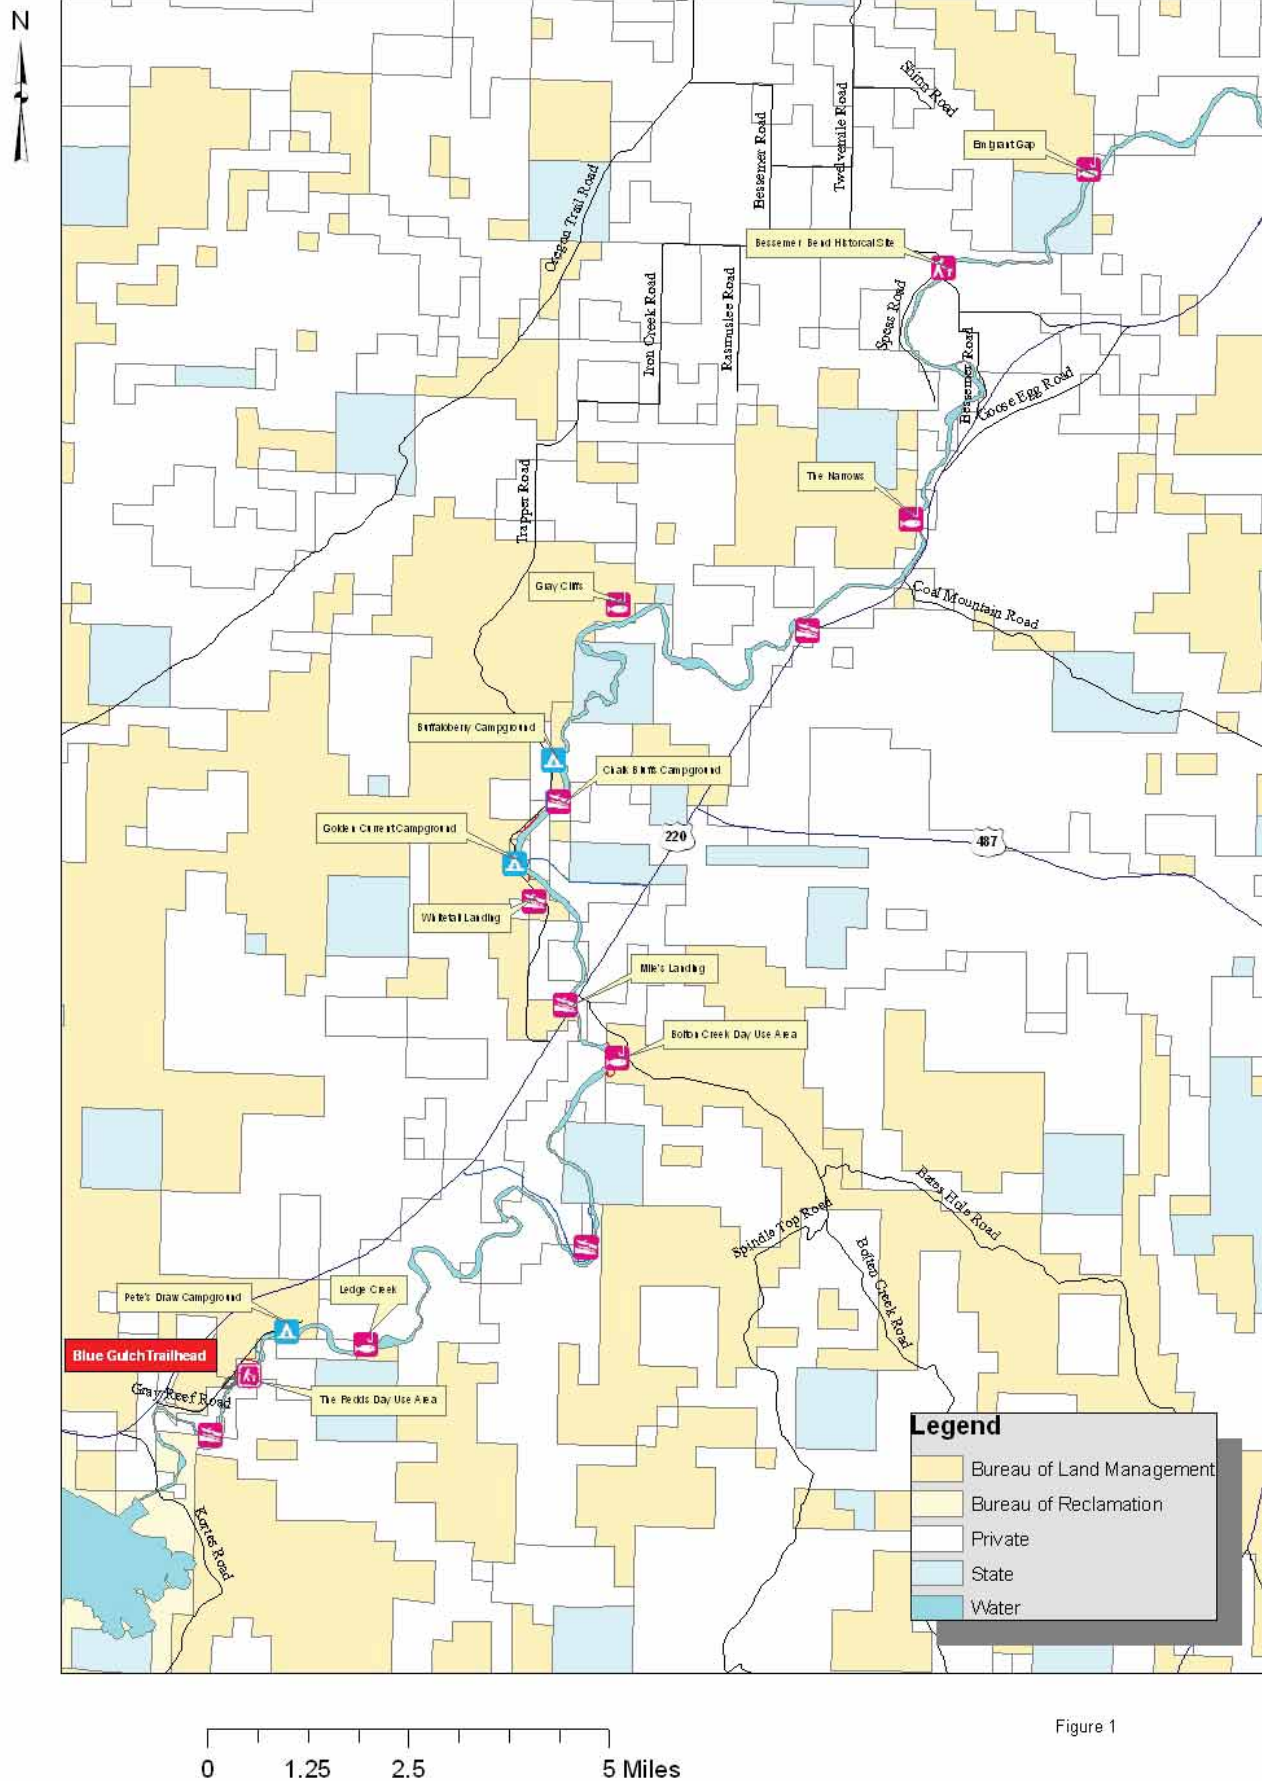 N
Shinn Road
Emigrant Gap
Bessemer Road
Twelvemile Road
Oregon Trail Road
Bessemer Bend Historical Site
Iron Creek Road
Rasmuslee Road
Speas Road
Bessemer Road
Goose Egg Road
The Narrows
Trapper Road
Gray Cliffs
Coal Mountain Road
Buffaloberry Campground
Chalk Bluffs Campground
Golden Current Campground
220
487
Whitetail Landing
Mile's Landing
Bolton Creek Day Use Area
Bates Hole Road
Spindle Top Road
Bolten Creek Road
Pete's Draw Campground
Ledge Creek
Blue Gulch Trailhead
Gray Reef Road
The Redds Day Use Area
Kortes Road
Legend
Bureau of Land Management
Bureau of Reclamation
Private
State
Water
Figure 1
0 1.25 2.5 5 Miles